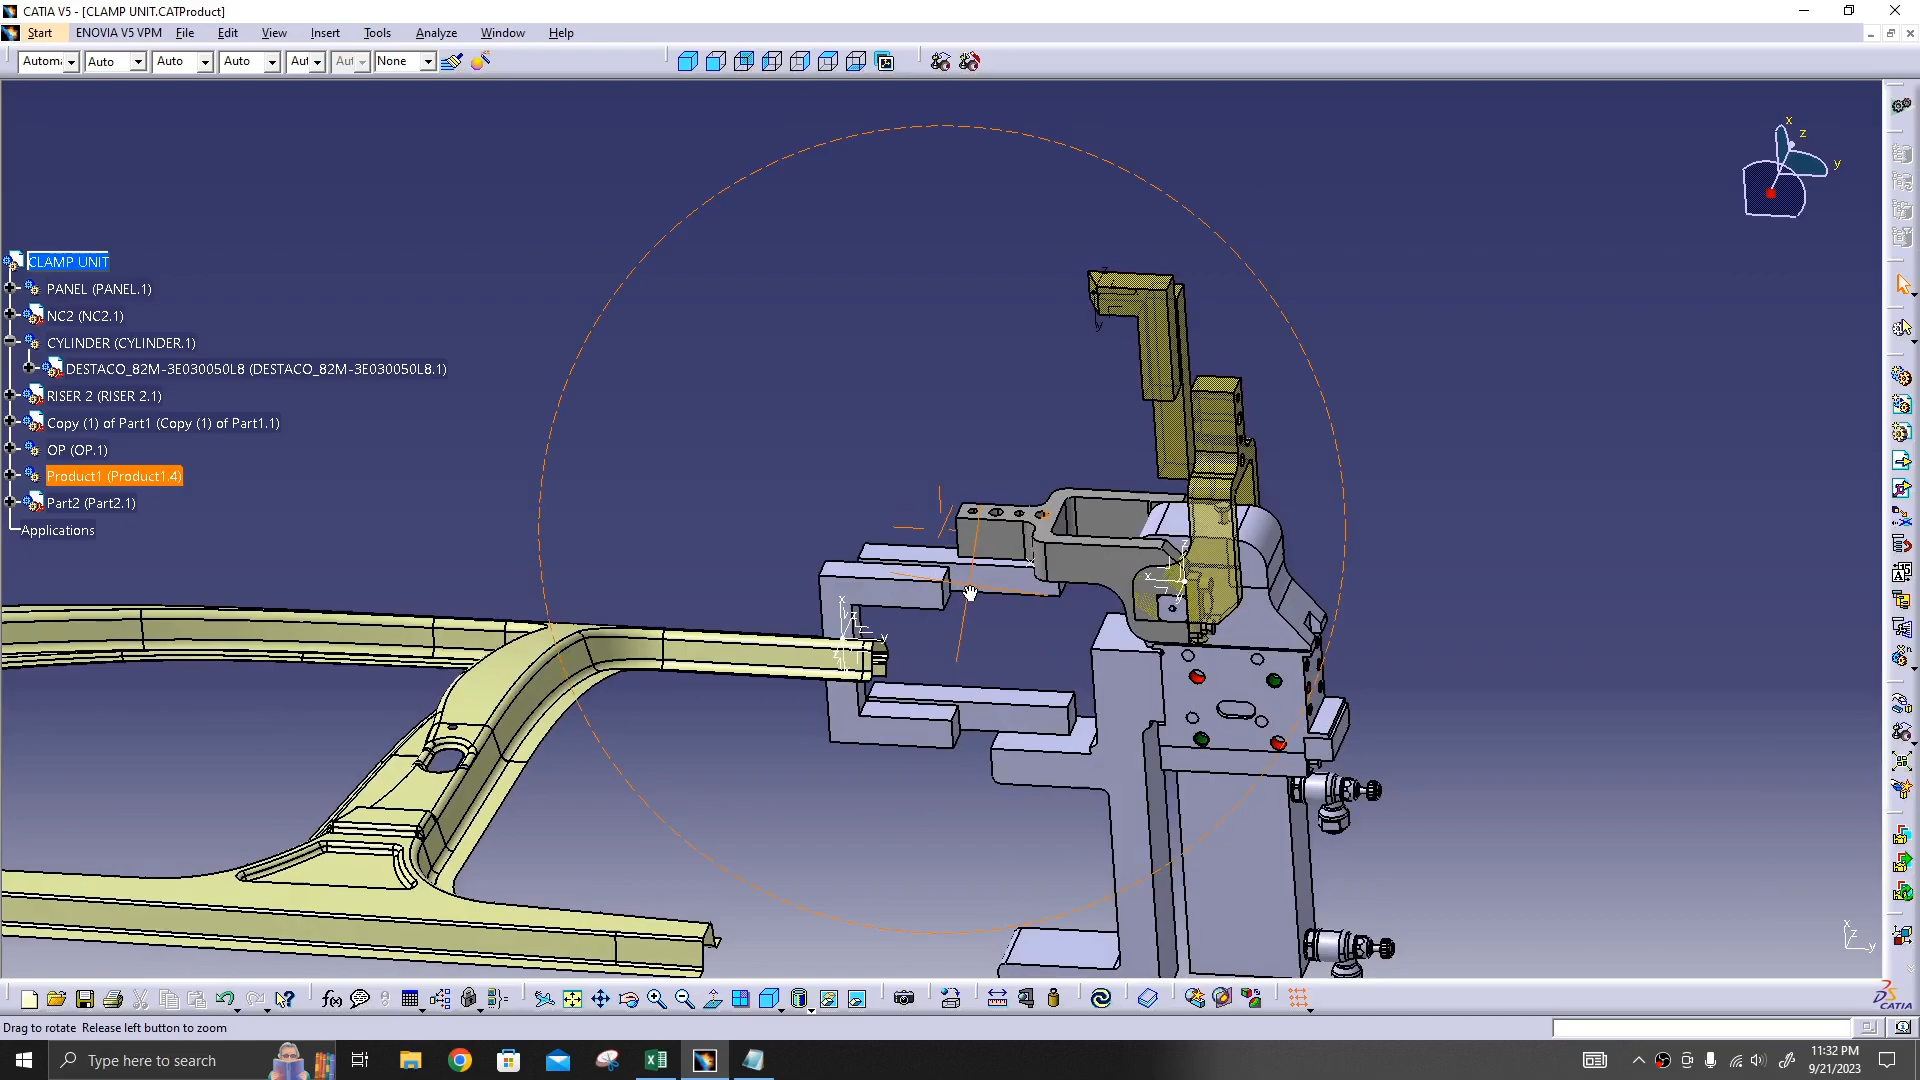 CATIA V5 - [CLAMP UNIT.CATProduct]
Start ENOVIA V5 VPM File Edit View Insert Tools Analyze Window Help
Auto Auto Auto None
x
z
y
CLAMP UNIT
PANEL (PANEL.1)
NC2 (NC2.1)
CYLINDER (CYLINDER.1)
DESTACO_82M-3E030050L8 (DESTACO_82M-3E030050L8.1)
RISER 2 (RISER 2.1)
Copy (1) of Part1 (Copy (1) of Part1.1)
OP (OP.1)
Product1 (Product1.4)
Part2 (Part2.1)
Applications
CATIA
Drag to rotate Release left button to zoom
Type here to search
11:32 PM
9/21/2023